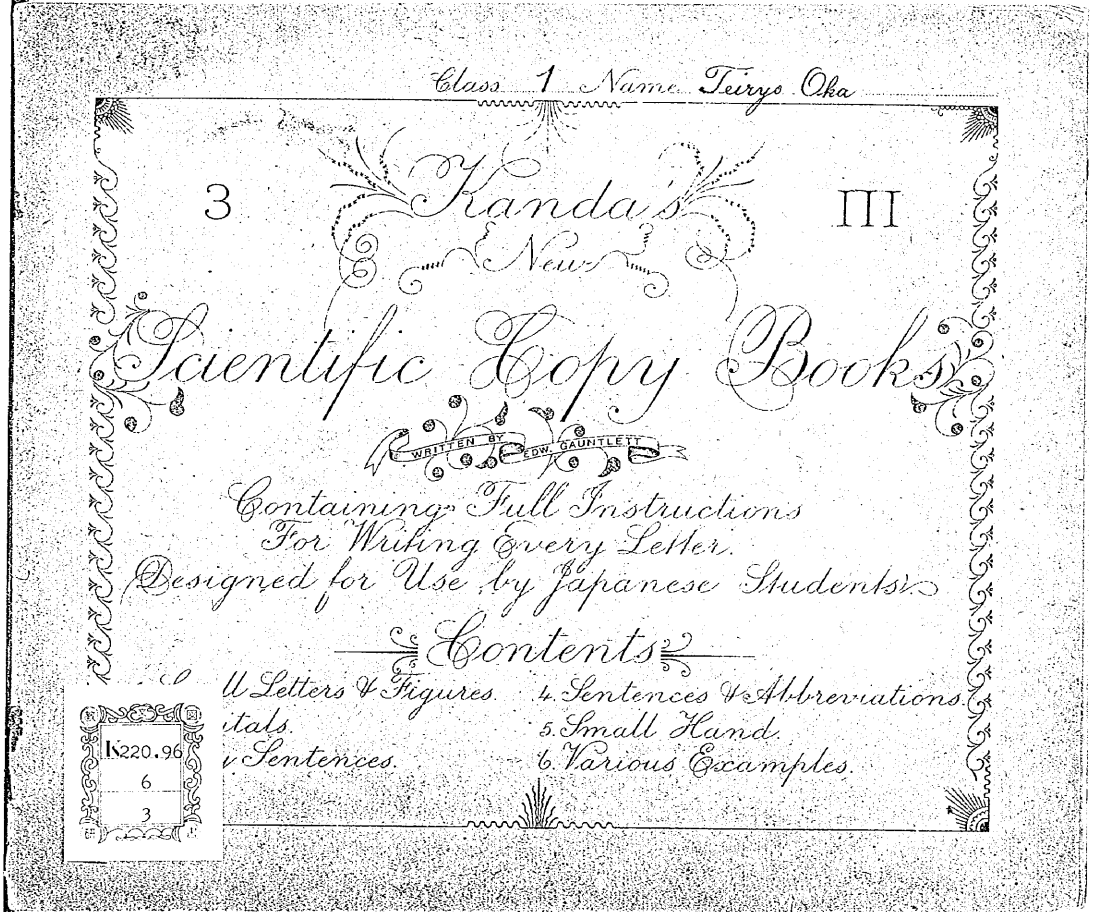 Class 1 Name Teiryo Oka
3 III
Kanda's
New
Scientific Copy Books
WRITTEN BY EDW. GAUNTLETT
Containing Full Instructions
For Writing Every Letter.
Designed for Use by Japanese Students.
Contents
ll Letters & Figures. 4. Sentences & Abbreviations.
itals. 5. Small Hand.
y Sentences. 6. Various Examples.
K220.96
6
3